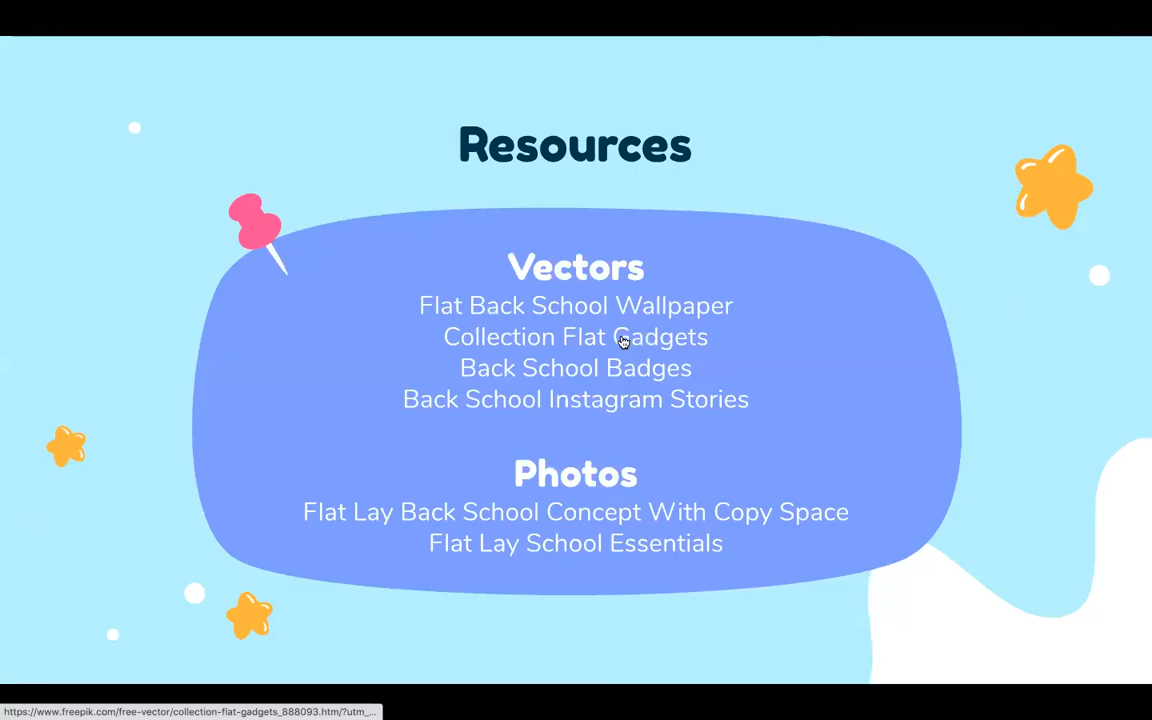 Resources
Vectors
Flat Back School Wallpaper
Collection Flat Gadgets
Back School Badges
Back School Instagram Stories
Photos
Flat Lay Back School Concept With Copy Space
Flat Lay School Essentials
https://www.freepik.com/free-vector/collection-flat-gadgets_888093.htm/?utm_...